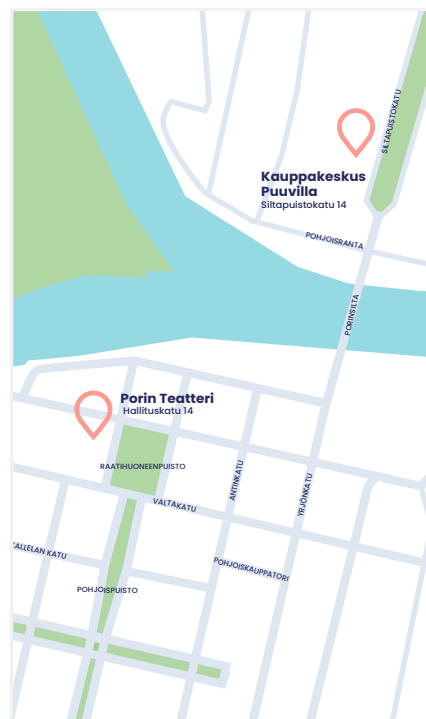 SILTAPUISTOKATU
Kauppakeskus
Puuvilla
Siltapuistokatu 14
POHJOISRANTA
PORINSILTA
Porin Teatteri
Hallituskatu 14
RAATIHUONEENPUISTO
ANTINKATU
YRJÖNKATU
VALTAKATU
KALLELAN KATU
POHJOISKAUPPATORI
POHJOISPUISTO